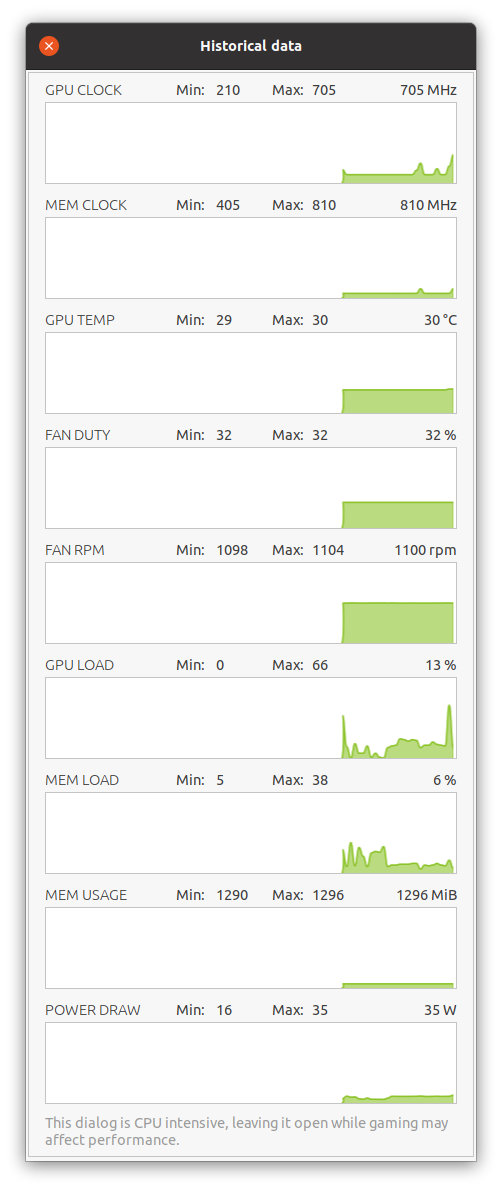 Historical data
GPU CLOCK Min: 210 Max: 705 705 MHz
MEM CLOCK Min: 405 Max: 810 810 MHz
GPU TEMP Min: 29 Max: 30 30 °C
FAN DUTY Min: 32 Max: 32 32 %
FAN RPM Min: 1098 Max: 1104 1100 rpm
GPU LOAD Min: 0 Max: 66 13 %
MEM LOAD Min: 5 Max: 38 6 %
MEM USAGE Min: 1290 Max: 1296 1296 MiB
POWER DRAW Min: 16 Max: 35 35 W
This dialog is CPU intensive, leaving it open while gaming may
affect performance.